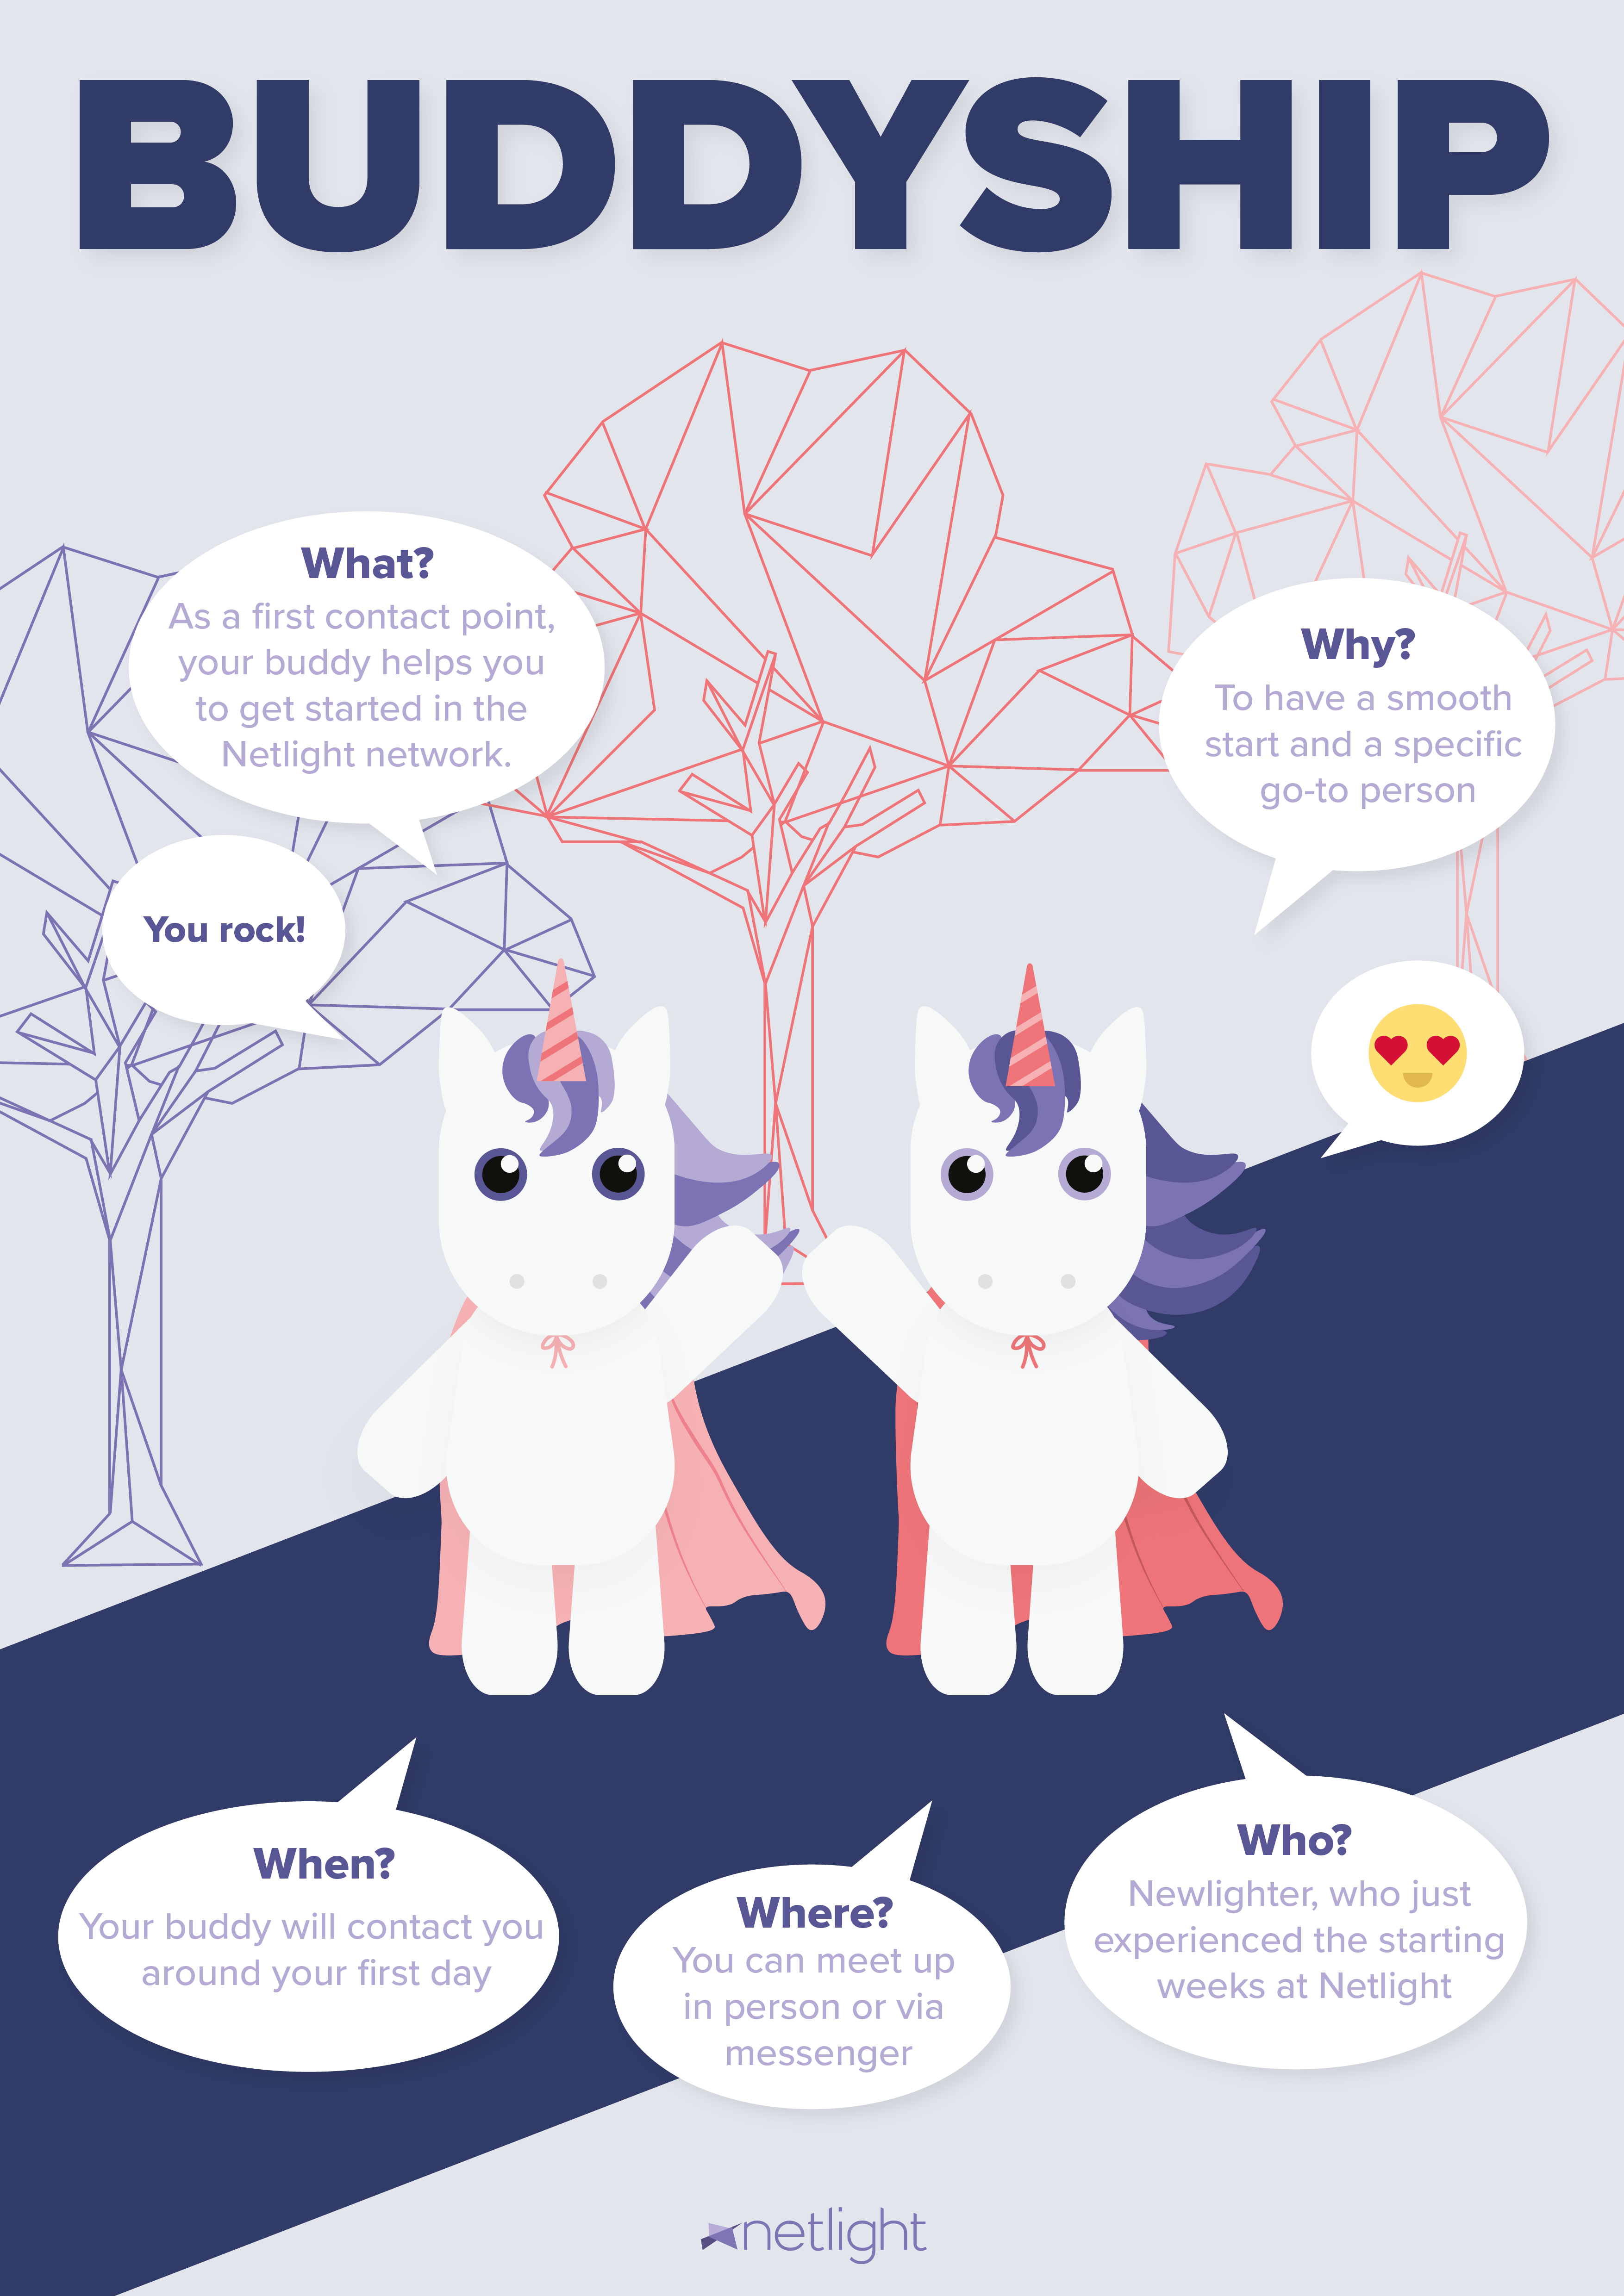 BUDDYSHIP
What?
As a first contact point,
your buddy helps you
to get started in the
Netlight network.
Why?
To have a smooth
start and a specific
go-to person
You rock!
When?
Your buddy will contact you
around your first day
Where?
You can meet up
in person or via
messenger
Who?
Newlighter, who just
experienced the starting
weeks at Netlight
netlight